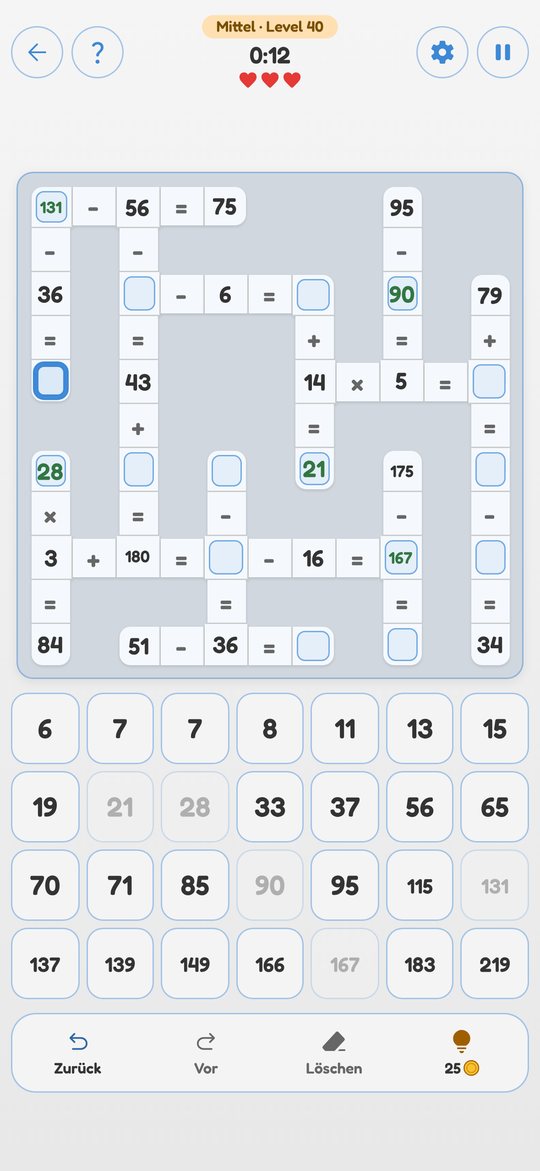 Mittel · Level 40
0:12
131 - 56 = 75 95
- - -
36 - 6 = 90 79
= = + = +
43 14 × 5 =
+ = =
28 21 175
× = - - -
3 + 180 = - 16 = 167
= = = =
84 51 - 36 = 34
6 7 7 8 11 13 15
19 21 28 33 37 56 65
70 71 85 90 95 115 131
137 139 149 166 167 183 219
Zurück Vor Löschen 25